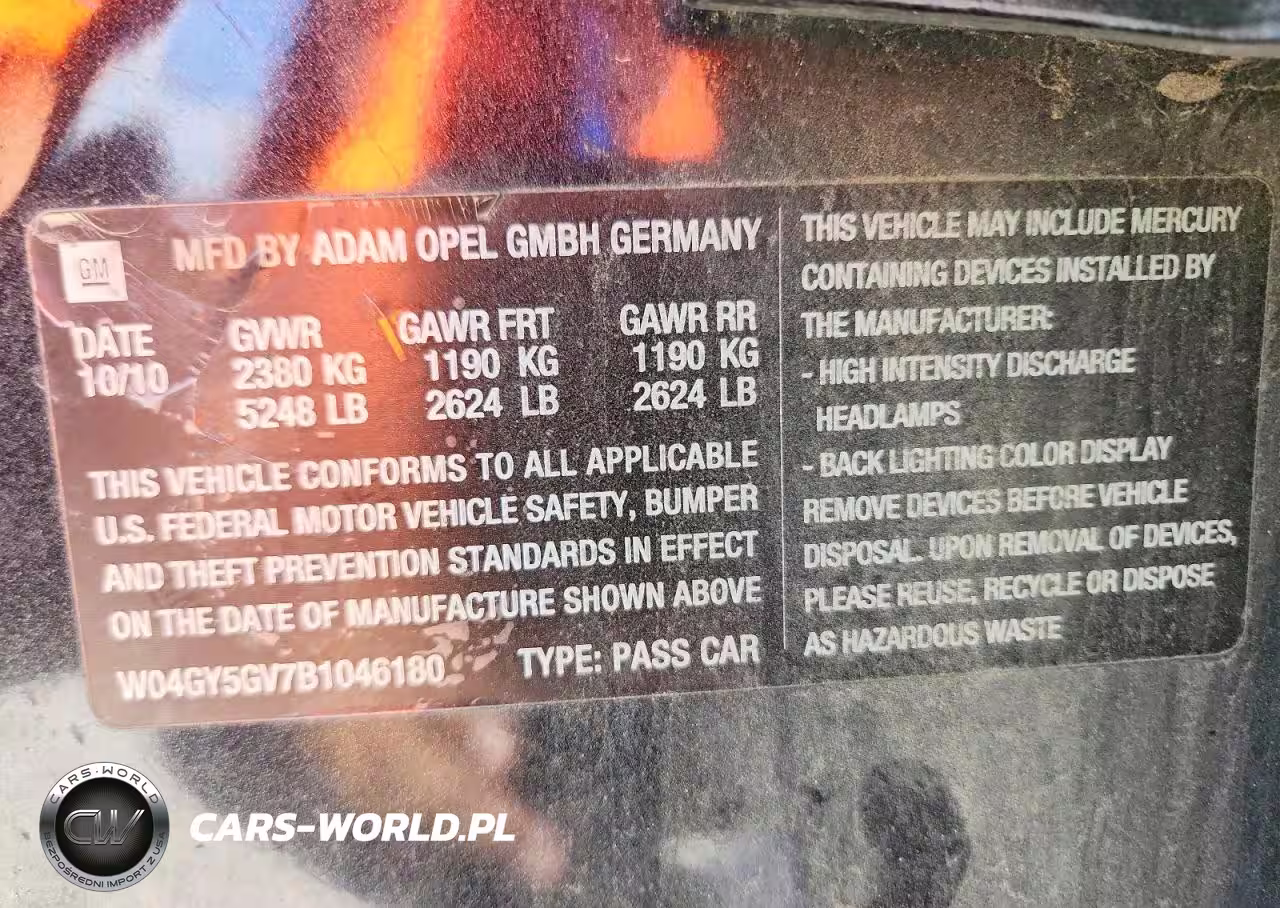 GM
MFD BY ADAM OPEL GMBH GERMANY
DATE GVWR GAWR FRT GAWR RR
10/10 2380 KG 1190 KG 1190 KG
5248 LB 2624 LB 2624 LB
THIS VEHICLE CONFORMS TO ALL APPLICABLE
U.S. FEDERAL MOTOR VEHICLE SAFETY, BUMPER
AND THEFT PREVENTION STANDARDS IN EFFECT
ON THE DATE OF MANUFACTURE SHOWN ABOVE
W04GY5GV7B1046180 TYPE: PASS CAR
THIS VEHICLE MAY INCLUDE MERCURY
CONTAINING DEVICES INSTALLED BY
THE MANUFACTURER:
- HIGH INTENSITY DISCHARGE
HEADLAMPS
- BACK LIGHTING COLOR DISPLAY
REMOVE DEVICES BEFORE VEHICLE
DISPOSAL. UPON REMOVAL OF DEVICES,
PLEASE REUSE, RECYCLE OR DISPOSE
AS HAZARDOUS WASTE
CARS-WORLD
CW
BEZPOŚREDNI IMPORT Z USA
CARS-WORLD.PL